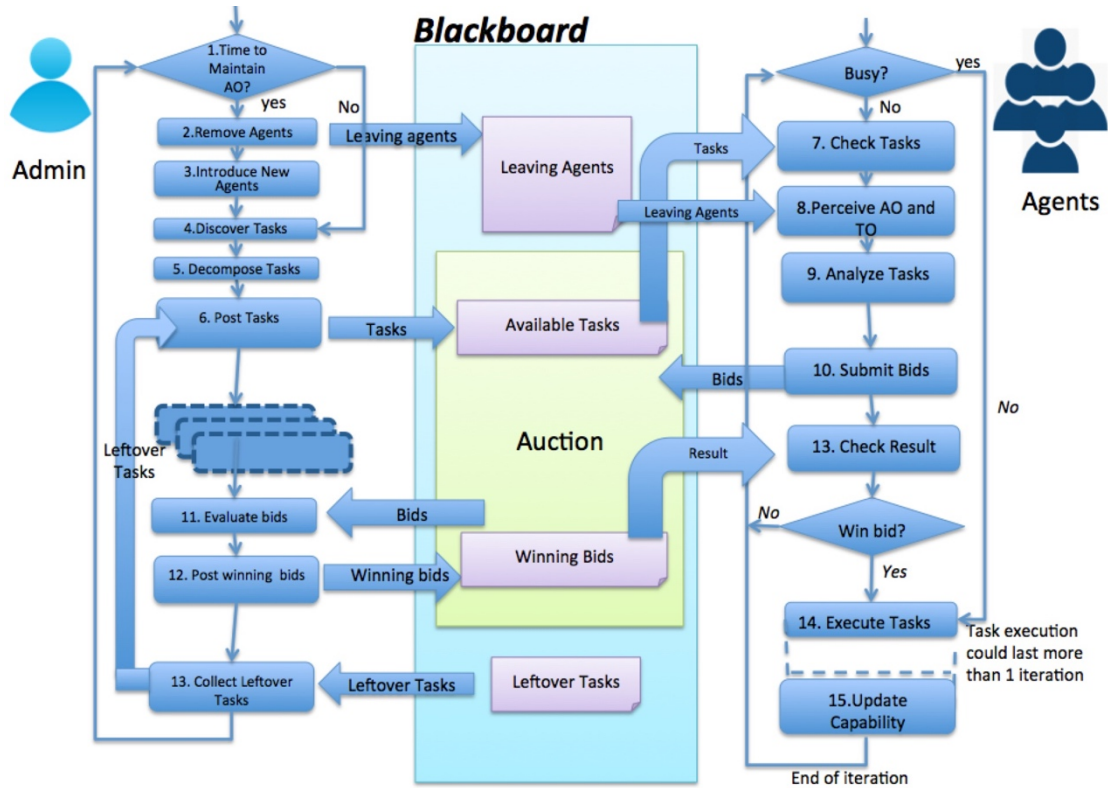 Blackboard
Admin
1.Time to
Maintain
AO?
yes
No
2.Remove Agents
3.Introduce New
Agents
4.Discover Tasks
5. Decompose Tasks
6. Post Tasks
Leftover
Tasks
11. Evaluate bids
12. Post winning bids
13. Collect Leftover
Tasks
Leaving agents
Leaving Agents
Tasks
Available Tasks
Auction
Bids
Winning bids
Winning Bids
Leftover Tasks
Leftover Tasks
Tasks
Leaving Agents
Bids
Result
Busy?
yes
No
Agents
7. Check Tasks
8.Perceive AO and
TO
9. Analyze Tasks
10. Submit Bids
No
13. Check Result
No
Win bid?
Yes
14. Execute Tasks
Task execution
could last more
than 1 iteration
15.Update
Capability
End of iteration